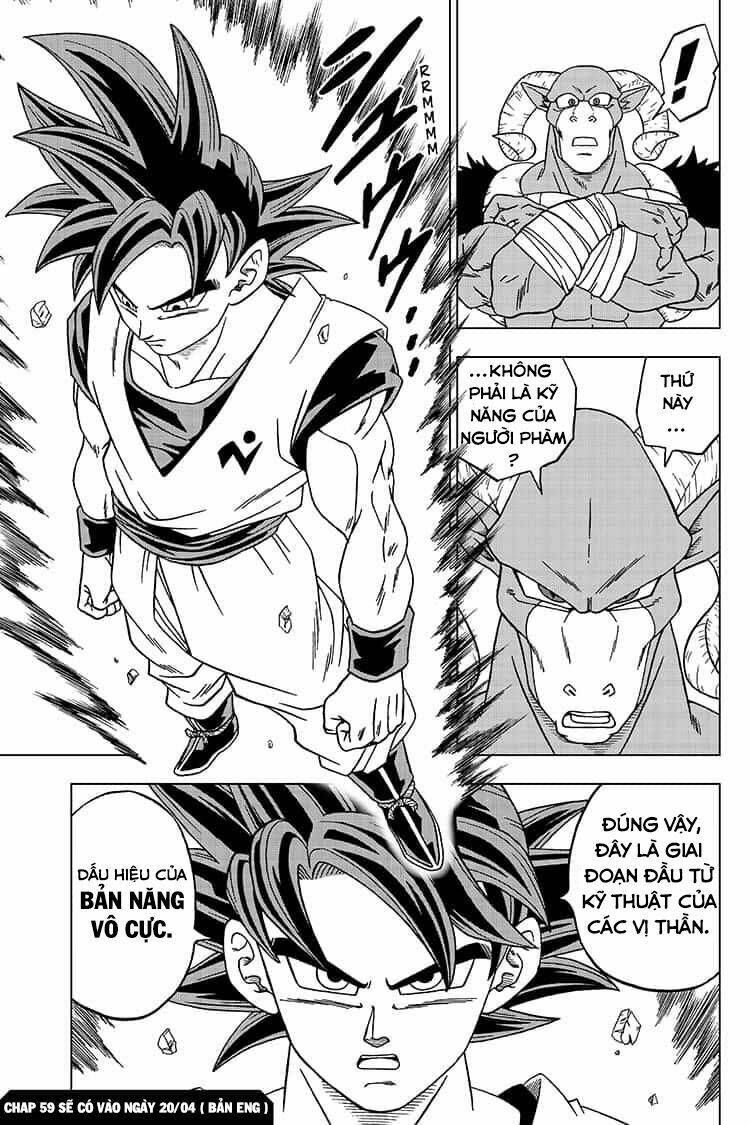 !
シュウウウ
RRMMMM
THỨ
NÀY
...
...KHÔNG
PHẢI LÀ KỸ
NĂNG CỦA
NGƯỜI PHÀM
?
ĐÚNG VẬY,
ĐÂY LÀ GIAI
ĐOẠN ĐẦU TỪ
KỸ THUẬT CỦA
CÁC VỊ THẦN.
DẤU HIỆU CỦA
BẢN NĂNG
VÔ CỰC.
CHAP 59 SẼ CÓ VÀO NGÀY 20/04 ( BẢN ENG )